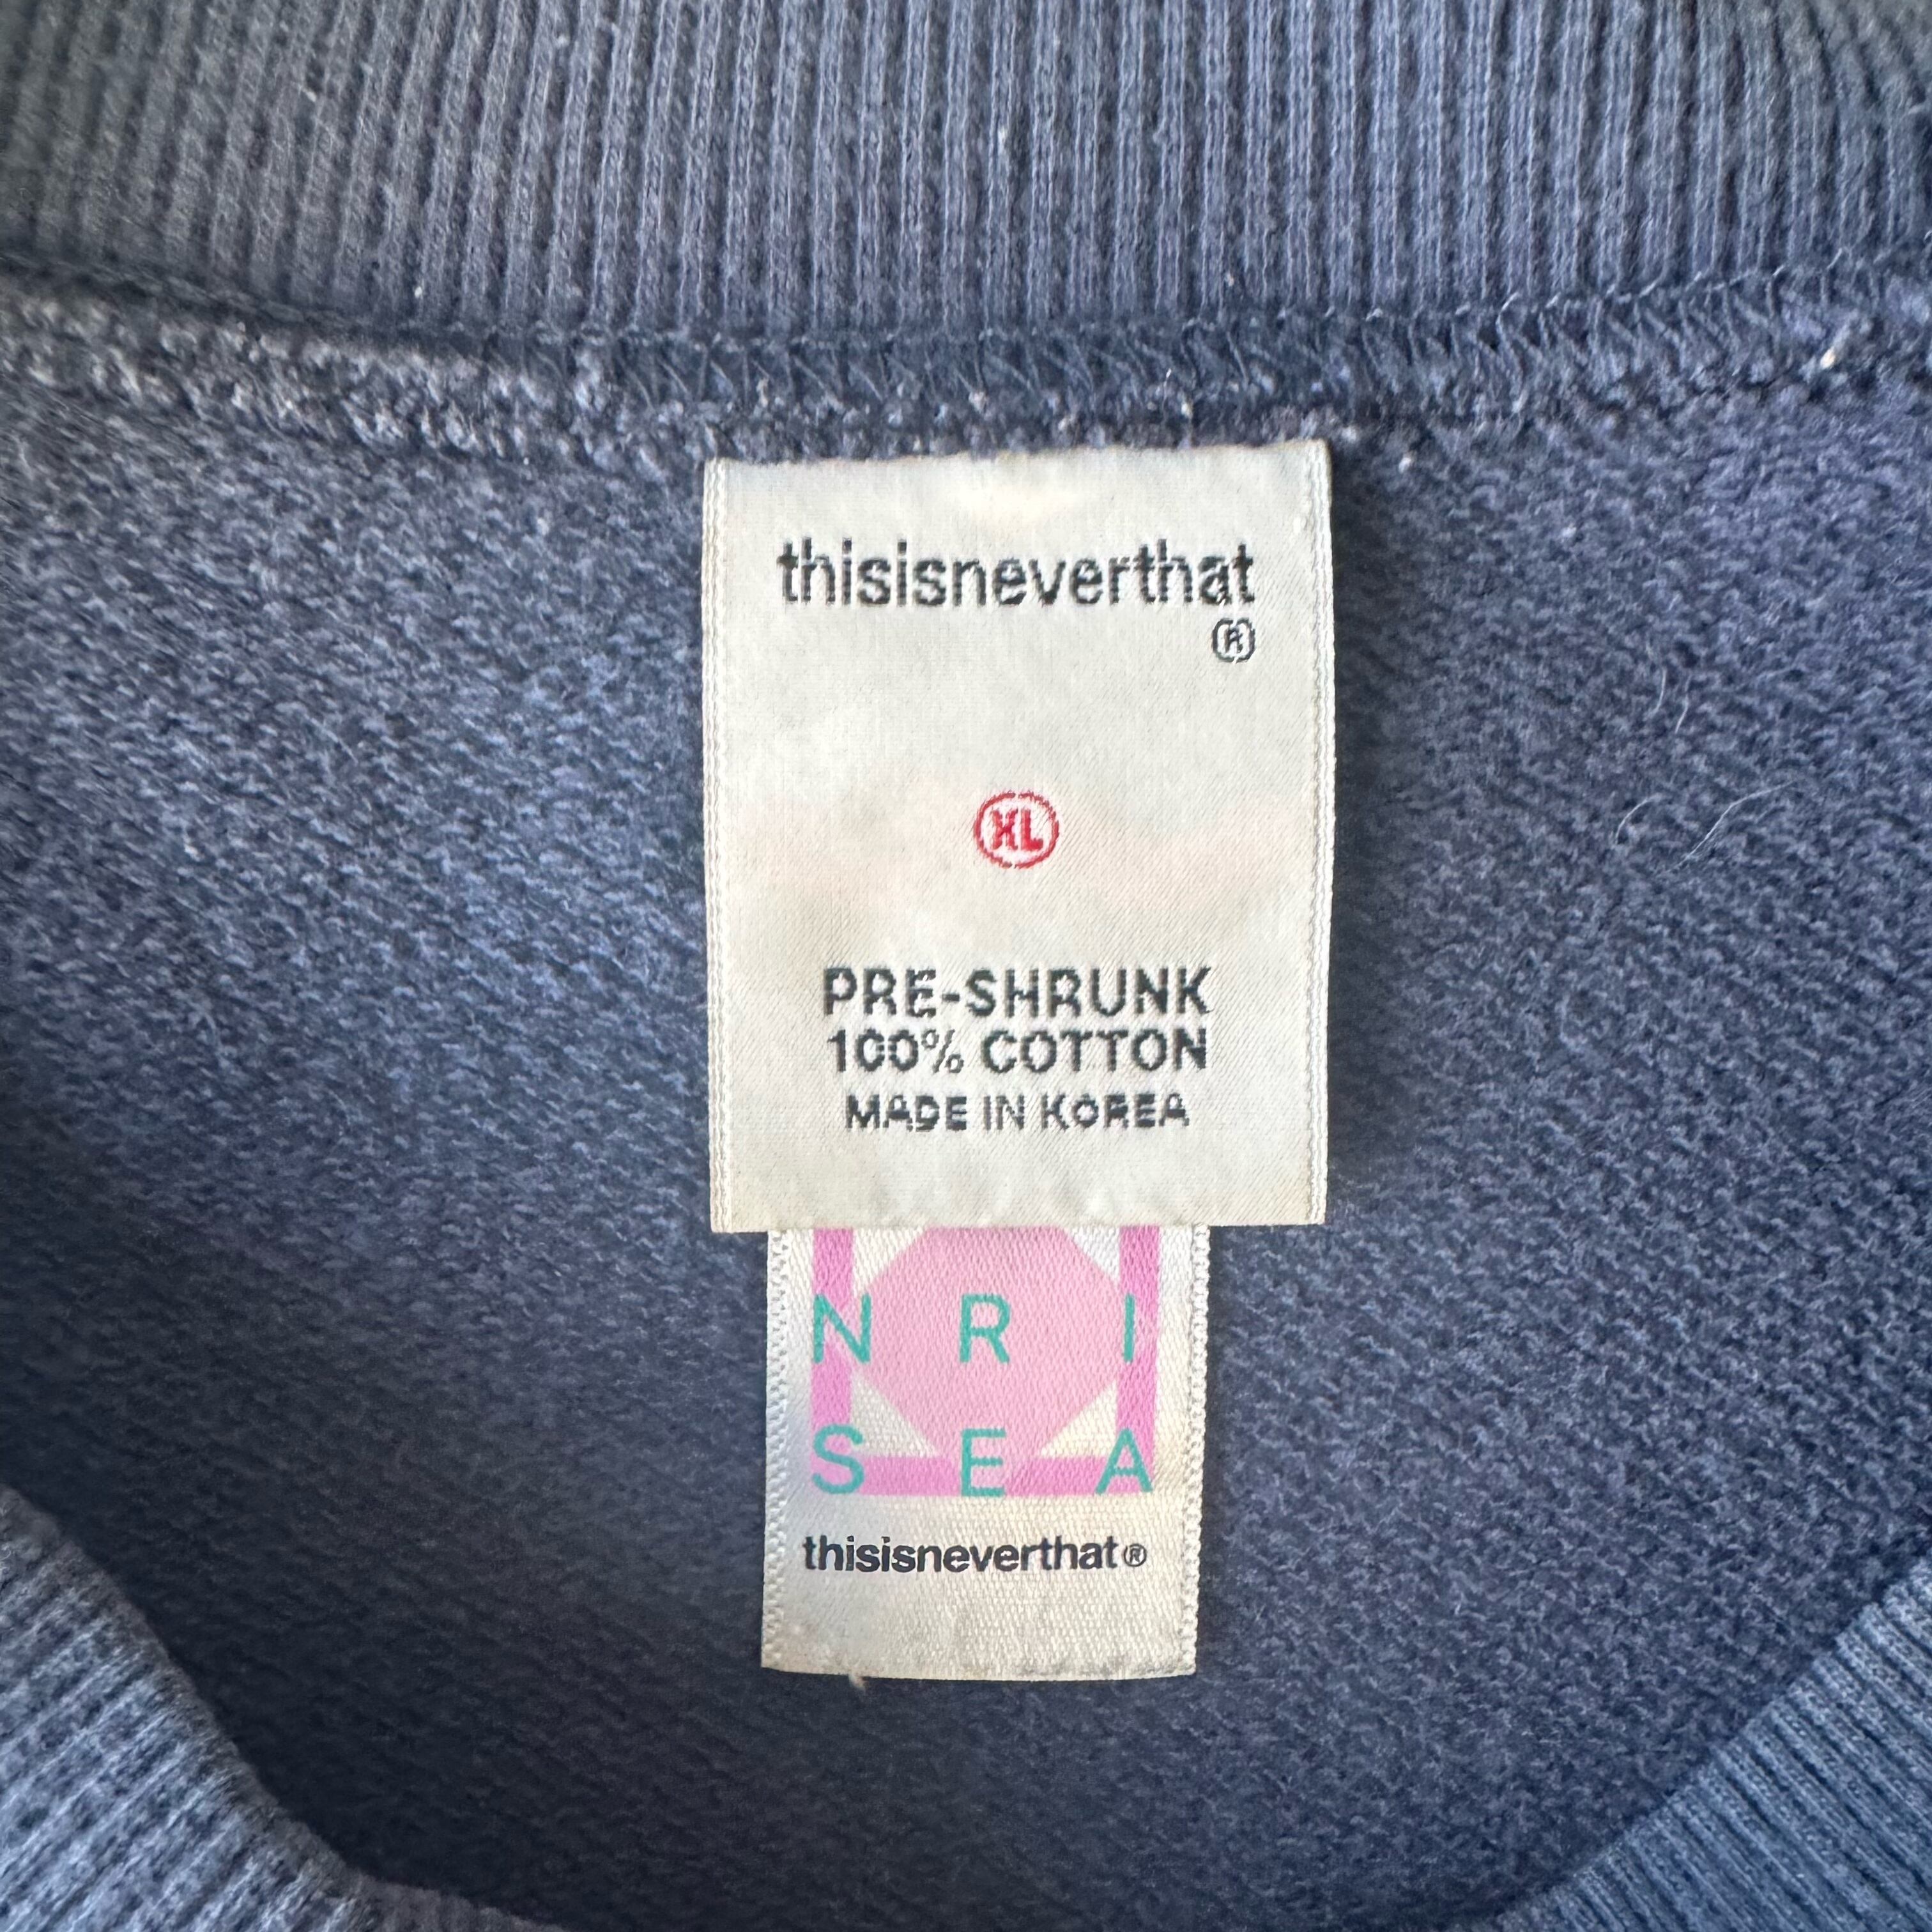 thisisneverthat
®
XL
PRE-SHRUNK
100% COTTON
MADE IN KOREA
N R I
S E A
thisisneverthat®